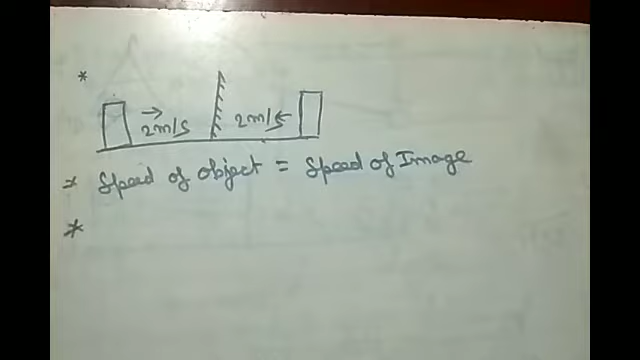 *
2m/s 2m/s
* Speed of object = Speed of Image
*